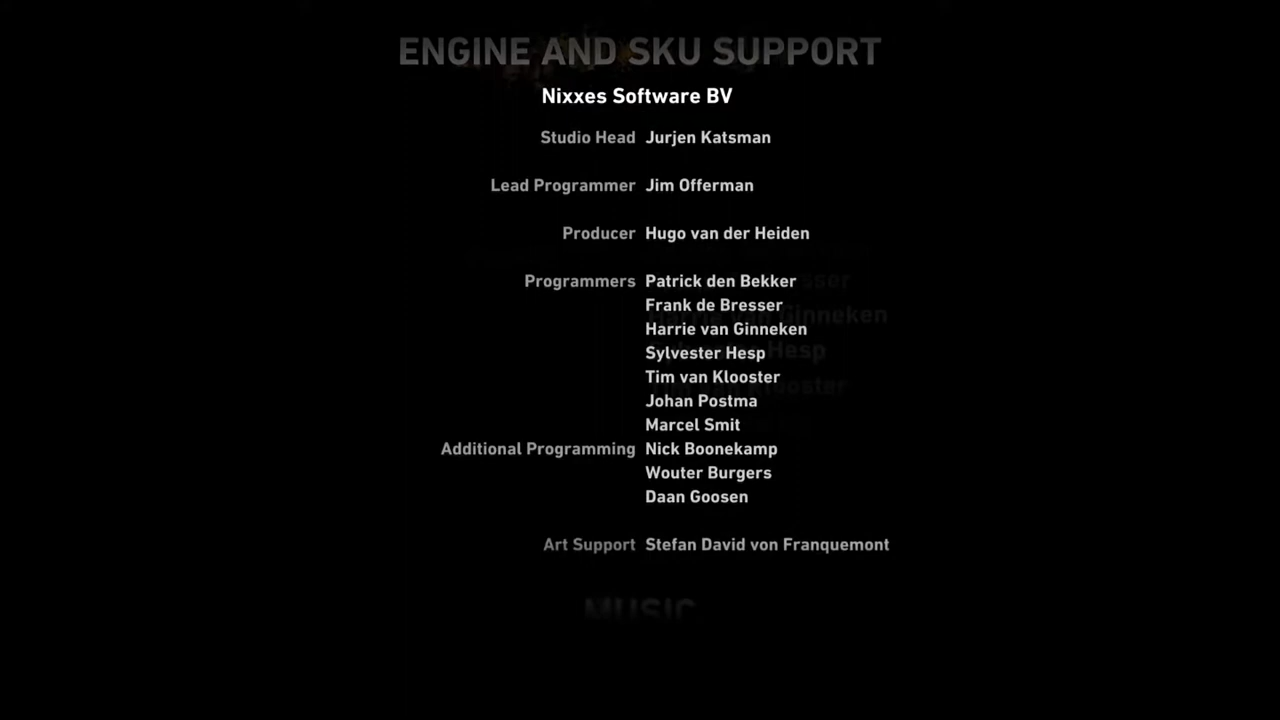 ENGINE AND SKU SUPPORT
Nixxes Software BV
Studio Head Jurjen Katsman
Lead Programmer Jim Offerman
Producer Hugo van der Heiden
Programmers Patrick den Bekker
Frank de Bresser
Harrie van Ginneken
Sylvester Hesp
Tim van Klooster
Johan Postma
Marcel Smit
Additional Programming Nick Boonekamp
Wouter Burgers
Daan Goosen
Art Support Stefan David von Franquemont
MUSIC